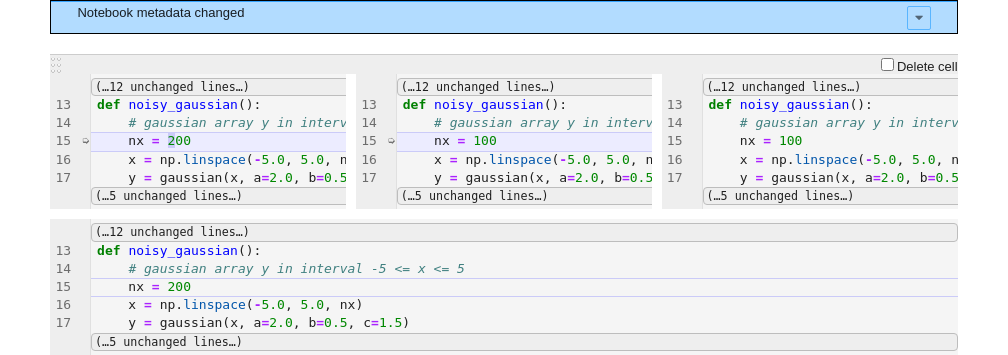 Notebook metadata changed
Delete cell
(…12 unchanged lines…)
13 def noisy_gaussian():
14 # gaussian array y in interv
15 nx = 200
16 x = np.linspace(-5.0, 5.0, n
17 y = gaussian(x, a=2.0, b=0.5
(…5 unchanged lines…)
(…12 unchanged lines…)
13 def noisy_gaussian():
14 # gaussian array y in interv
15 nx = 100
16 x = np.linspace(-5.0, 5.0, n
17 y = gaussian(x, a=2.0, b=0.5
(…5 unchanged lines…)
(…12 unchanged lines…)
13 def noisy_gaussian():
14 # gaussian array y in interv
15 nx = 100
16 x = np.linspace(-5.0, 5.0, n
17 y = gaussian(x, a=2.0, b=0.5
(…5 unchanged lines…)
(…12 unchanged lines…)
13 def noisy_gaussian():
14 # gaussian array y in interval -5 <= x <= 5
15 nx = 200
16 x = np.linspace(-5.0, 5.0, nx)
17 y = gaussian(x, a=2.0, b=0.5, c=1.5)
(…5 unchanged lines…)